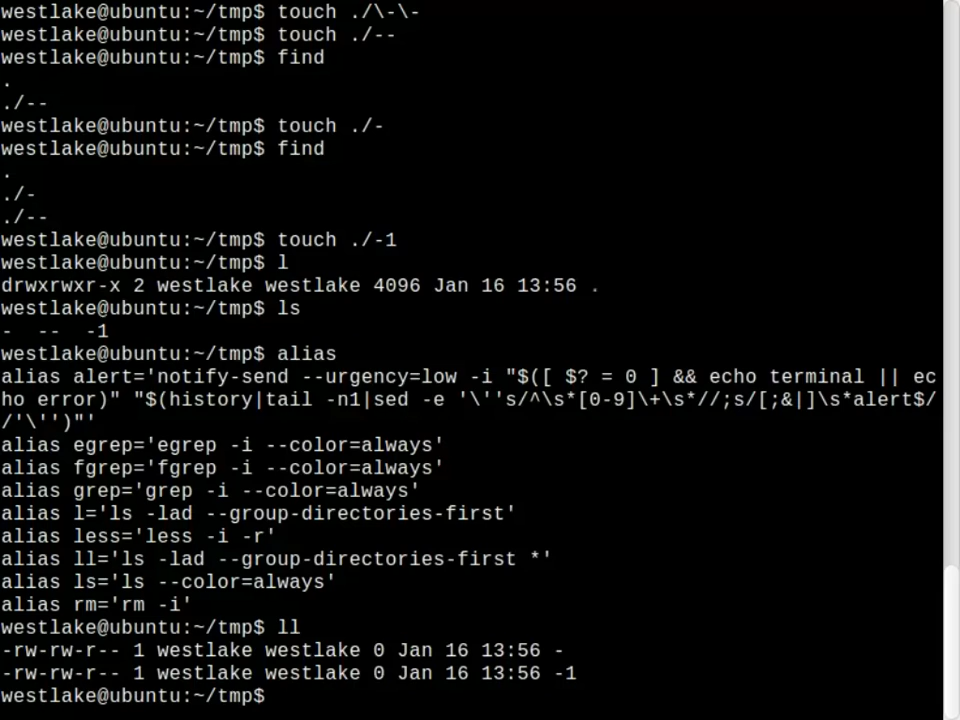 westlake@ubuntu:~/tmp$ touch ./\-\-
westlake@ubuntu:~/tmp$ touch ./--
westlake@ubuntu:~/tmp$ find
.
./--
westlake@ubuntu:~/tmp$ touch ./-
westlake@ubuntu:~/tmp$ find
.
./-
./--
westlake@ubuntu:~/tmp$ touch ./-1
westlake@ubuntu:~/tmp$ l
drwxrwxr-x 2 westlake westlake 4096 Jan 16 13:56 .
westlake@ubuntu:~/tmp$ ls
-  --  -1
westlake@ubuntu:~/tmp$ alias
alias alert='notify-send --urgency=low -i "$([ $? = 0 ] && echo terminal || ec
ho error)" "$(history|tail -n1|sed -e '\''s/^\s*[0-9]\+\s*//;s/[;&|]\s*alert$/
/'\'')"'
alias egrep='egrep -i --color=always'
alias fgrep='fgrep -i --color=always'
alias grep='grep -i --color=always'
alias l='ls -lad --group-directories-first'
alias less='less -i -r'
alias ll='ls -lad --group-directories-first *'
alias ls='ls --color=always'
alias rm='rm -i'
westlake@ubuntu:~/tmp$ ll
-rw-rw-r-- 1 westlake westlake 0 Jan 16 13:56 -
-rw-rw-r-- 1 westlake westlake 0 Jan 16 13:56 -1
westlake@ubuntu:~/tmp$